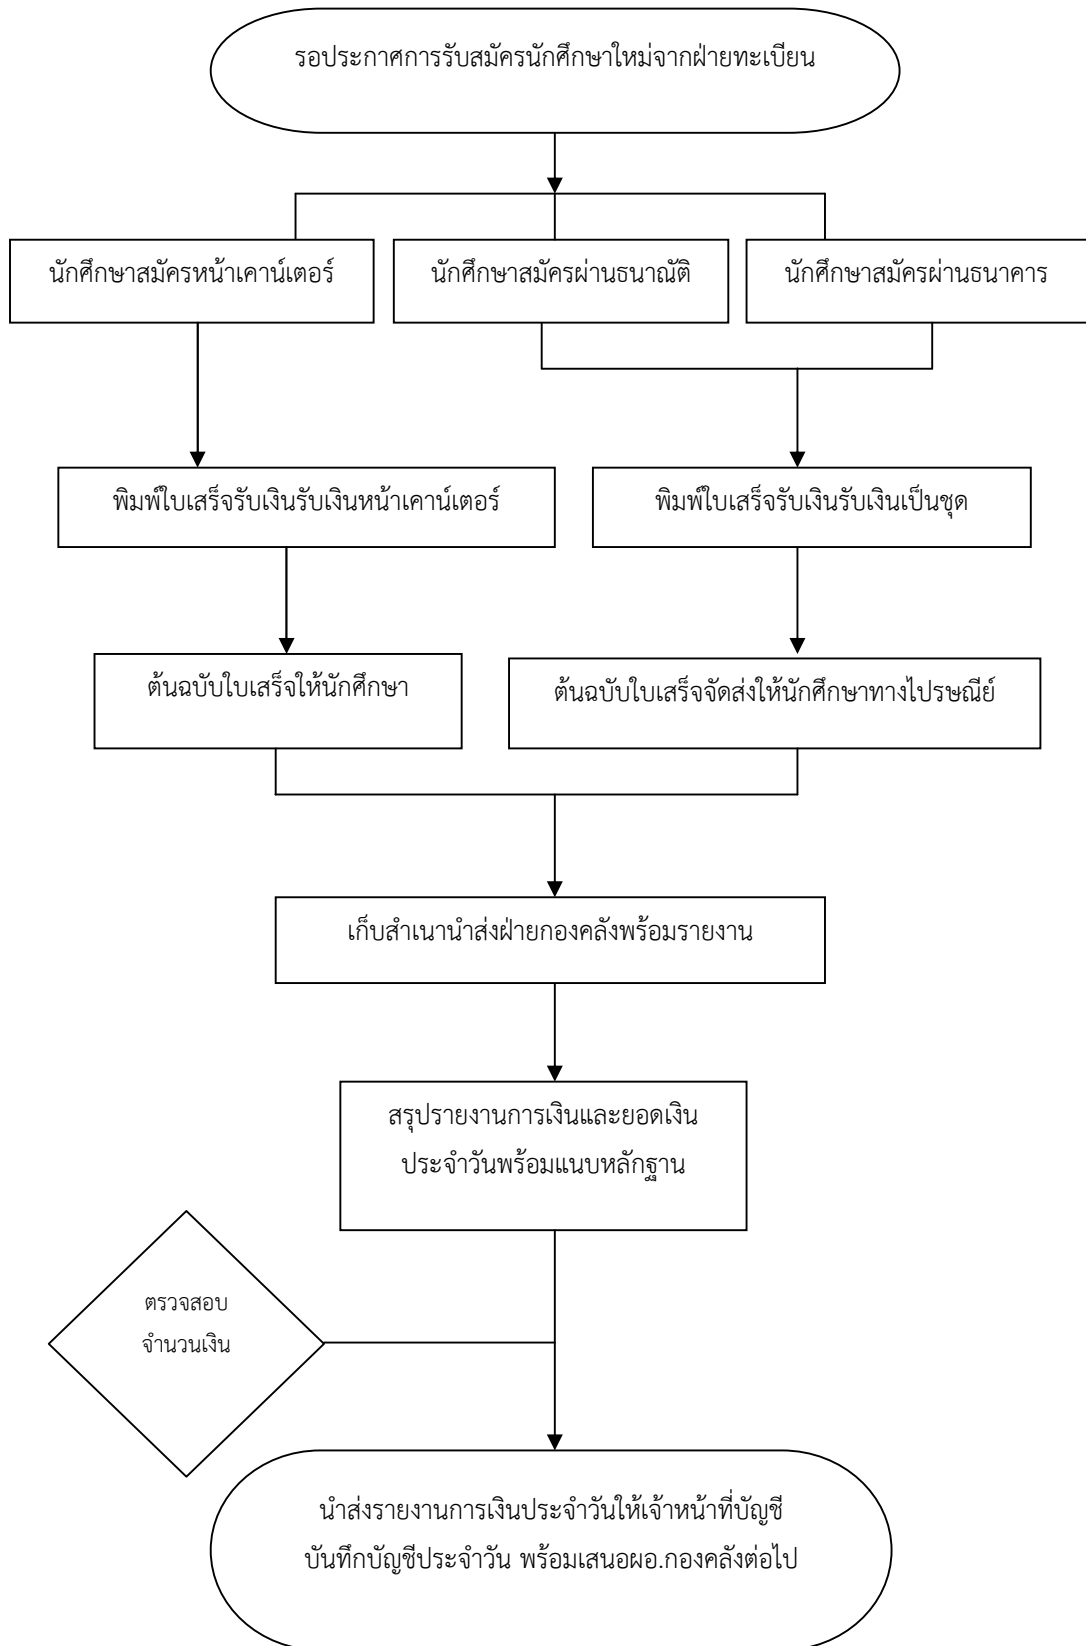 รอประกาศการรับสมัครนักศึกษาใหม่จากฝ่ายทะเบียน
นักศึกษาสมัครหน้าเคาน์เตอร์
นักศึกษาสมัครผ่านธนาณัติ
นักศึกษาสมัครผ่านธนาคาร
พิมพ์ใบเสร็จรับเงินรับเงินหน้าเคาน์เตอร์
พิมพ์ใบเสร็จรับเงินรับเงินเป็นชุด
ต้นฉบับใบเสร็จให้นักศึกษา
ต้นฉบับใบเสร็จจัดส่งให้นักศึกษาทางไปรษณีย์
เก็บสำเนานำส่งฝ่ายกองคลังพร้อมรายงาน
สรุปรายงานการเงินและยอดเงิน
ประจำวันพร้อมแนบหลักฐาน
ตรวจสอบ
จำนวนเงิน
นำส่งรายงานการเงินประจำวันให้เจ้าหน้าที่บัญชี
บันทึกบัญชีประจำวัน พร้อมเสนอผอ.กองคลังต่อไป